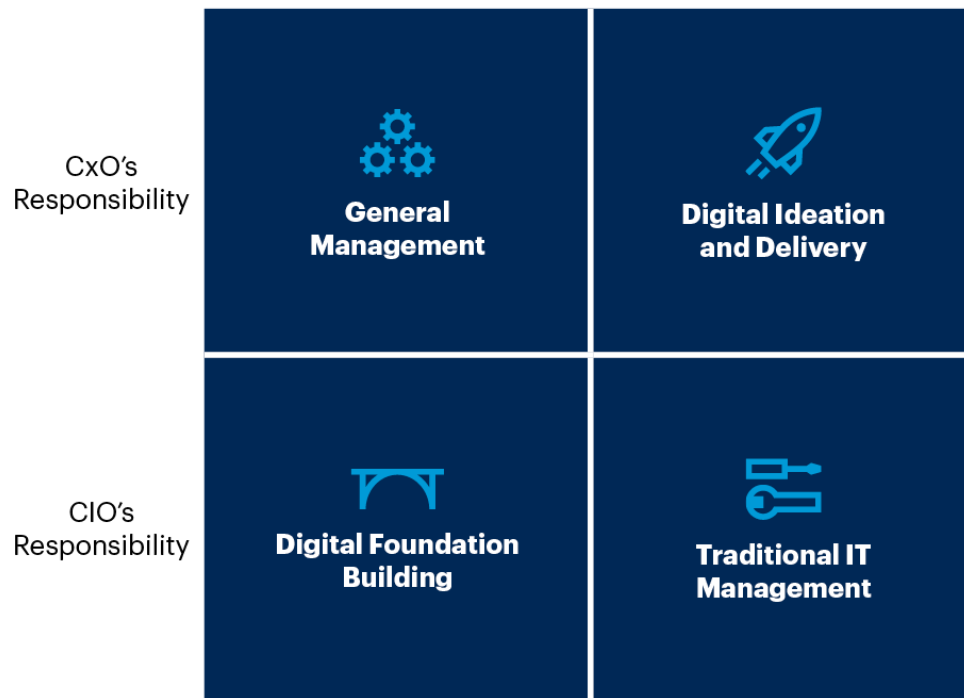 CxO's
Responsibility
General
Management
Digital Ideation
and Delivery
CIO's
Responsibility
Digital Foundation
Building
Traditional IT
Management